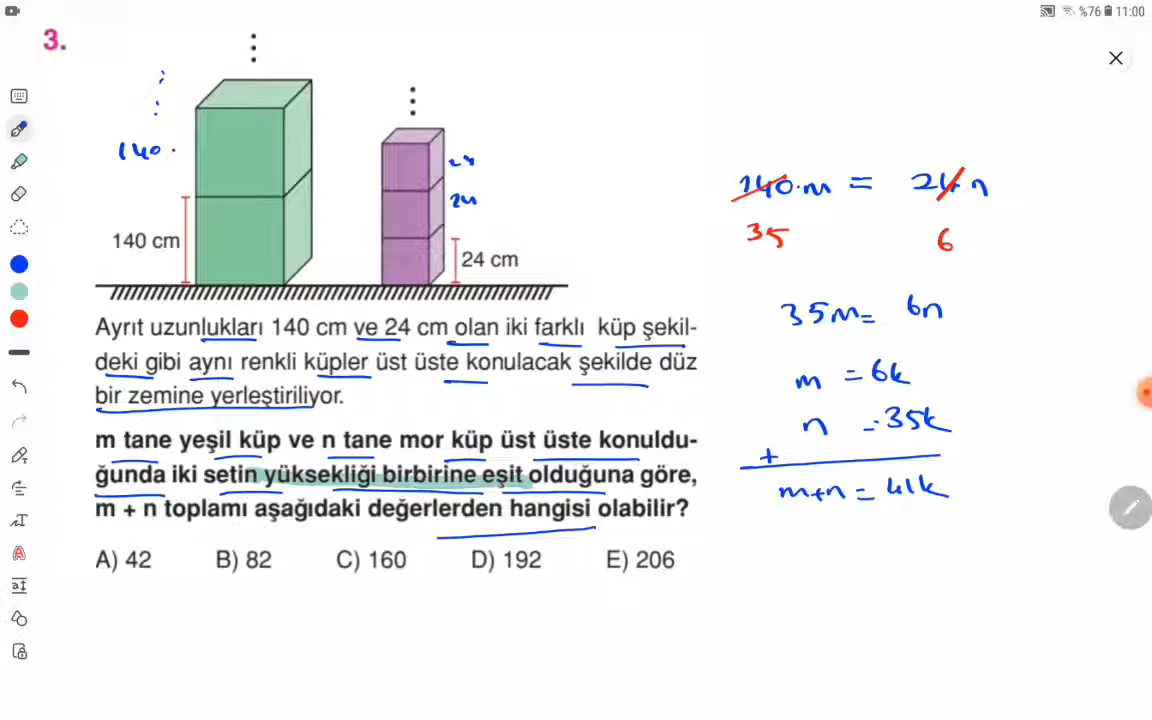 %76 11:00
3.
140
24
24
140 cm
24 cm
Ayrıt uzunlukları 140 cm ve 24 cm olan iki farklı küp şekil-
deki gibi aynı renkli küpler üst üste konulacak şekilde düz
bir zemine yerleştiriliyor.
m tane yeşil küp ve n tane mor küp üst üste konuldu-
ğunda iki setin yüksekliği birbirine eşit olduğuna göre,
m + n toplamı aşağıdaki değerlerden hangisi olabilir?
A) 42 B) 82 C) 160 D) 192 E) 206
140.m = 24 n
35 6
35m= 6n
m = 6k
n = 35k
+
m+n = 41k